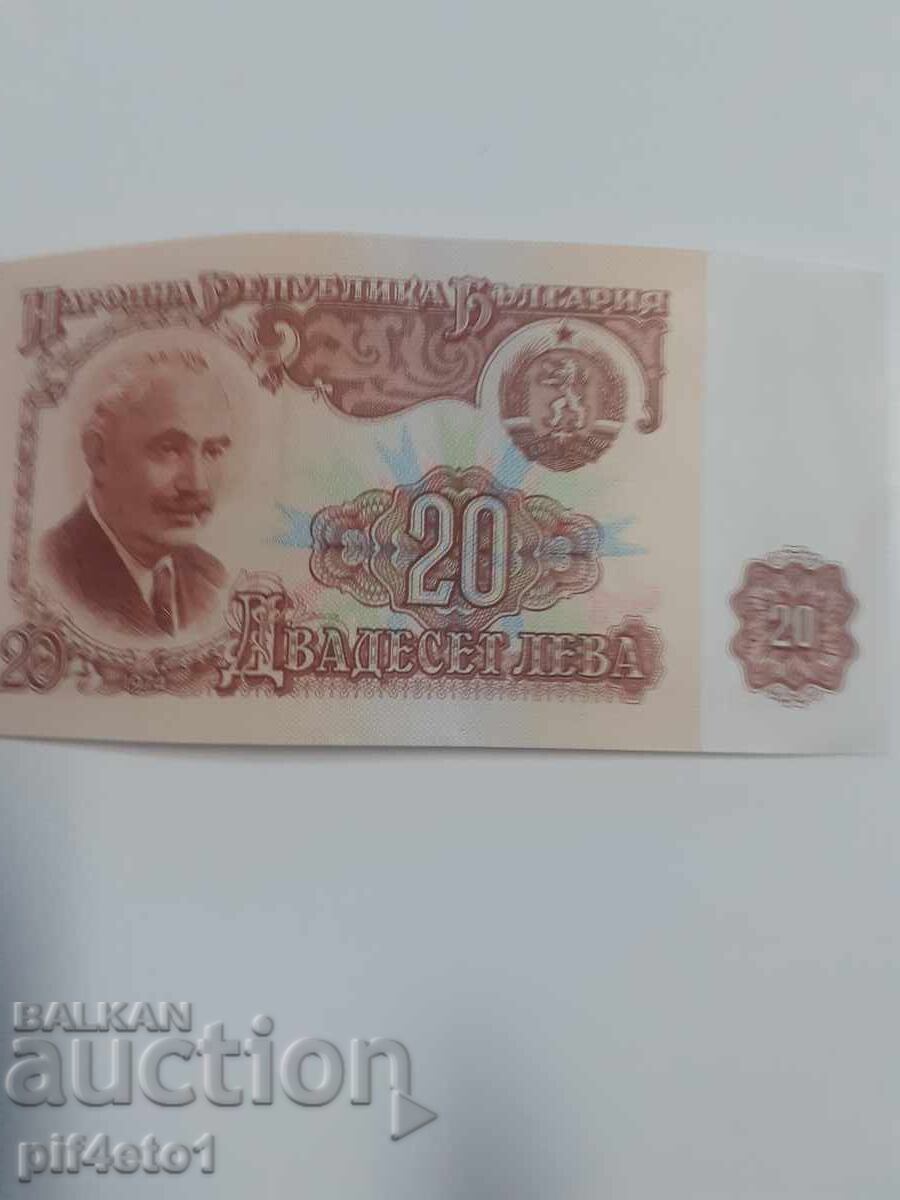 Народна Република България
20
Двадесет лева
20
20
BALKAN
auction
pif4eto1